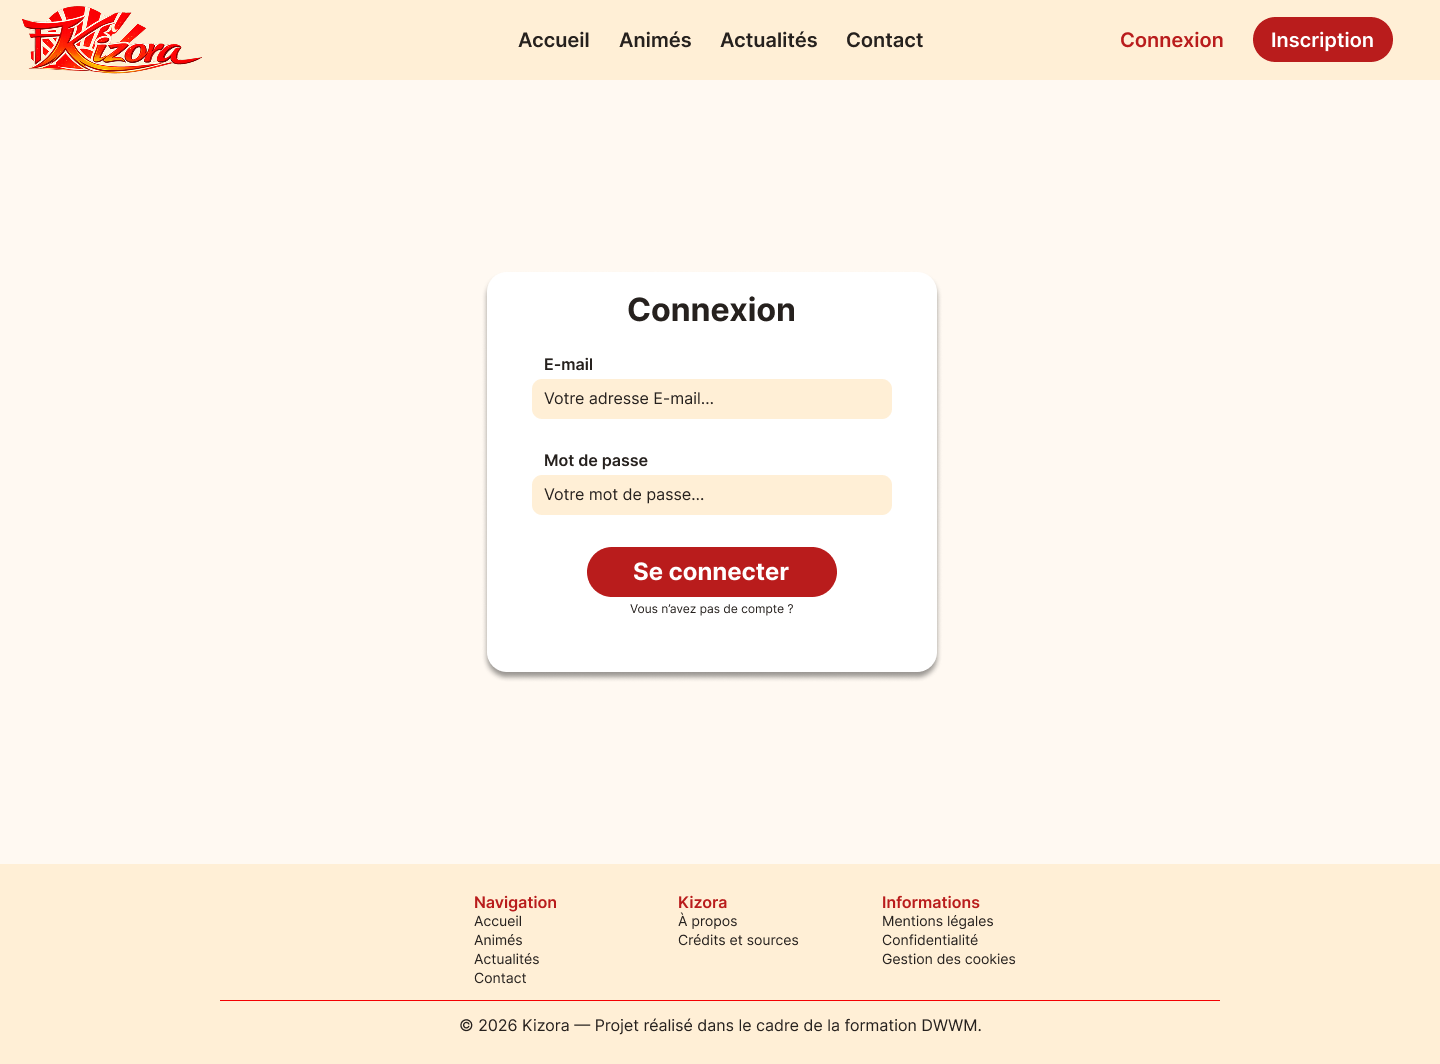 Kizora
Accueil Animés Actualités Contact
Connexion Inscription
Connexion
E-mail
Votre adresse E-mail...
Mot de passe
Votre mot de passe...
Se connecter
Vous n’avez pas de compte ?
Navigation
Accueil
Animés
Actualités
Contact
Kizora
À propos
Crédits et sources
Informations
Mentions légales
Confidentialité
Gestion des cookies
© 2026 Kizora — Projet réalisé dans le cadre de la formation DWWM.